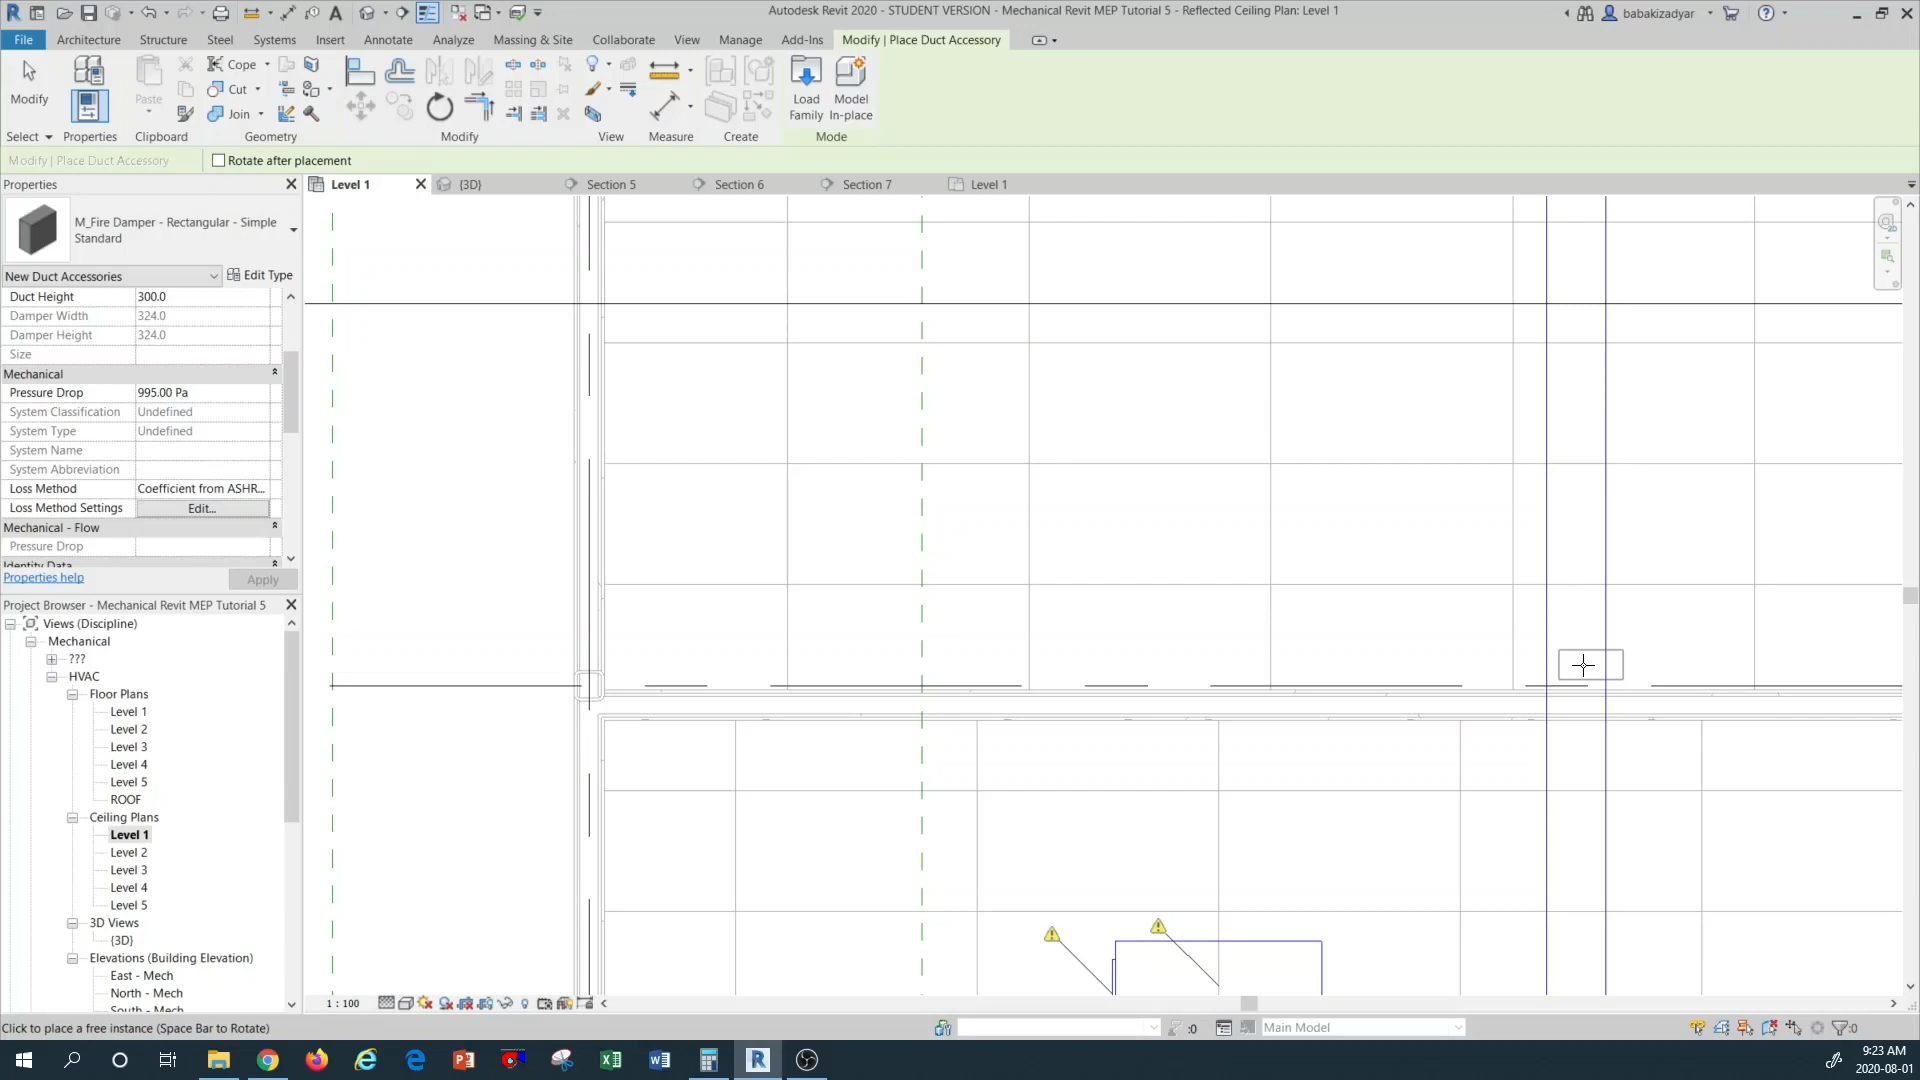 Autodesk Revit 2020 - STUDENT VERSION - Mechanical Revit MEP Tutorial 5 - Reflected Ceiling Plan: Level 1
babakizadyar
File Architecture Structure Steel Systems Insert Annotate Analyze Massing & Site Collaborate View Manage Add-Ins Modify | Place Duct Accessory
Cope
Cut
Join
Modify
Paste
Load Family
Model In-place
Select Properties Clipboard Geometry Modify View Measure Create Mode
Modify | Place Duct Accessory
Rotate after placement
Properties
Level 1 {3D} Section 5 Section 6 Section 7 Level 1
M_Fire Damper - Rectangular - Simple
Standard
New Duct Accessories Edit Type
Duct Height 300.0
Damper Width 324.0
Damper Height 324.0
Size
Mechanical
Pressure Drop 995.00 Pa
System Classification Undefined
System Type Undefined
System Name
System Abbreviation
Loss Method Coefficient from ASHR...
Loss Method Settings Edit...
Mechanical - Flow
Pressure Drop
Identity Data
Properties help Apply
Project Browser - Mechanical Revit MEP Tutorial 5
Views (Discipline)
Mechanical
???
HVAC
Floor Plans
Level 1
Level 2
Level 3
Level 4
Level 5
ROOF
Ceiling Plans
Level 1
Level 2
Level 3
Level 4
Level 5
3D Views
{3D}
Elevations (Building Elevation)
East - Mech
North - Mech
South - Mech
1 : 100
Click to place a free instance (Space Bar to Rotate)
:0
Main Model
:0
9:23 AM
2020-08-01